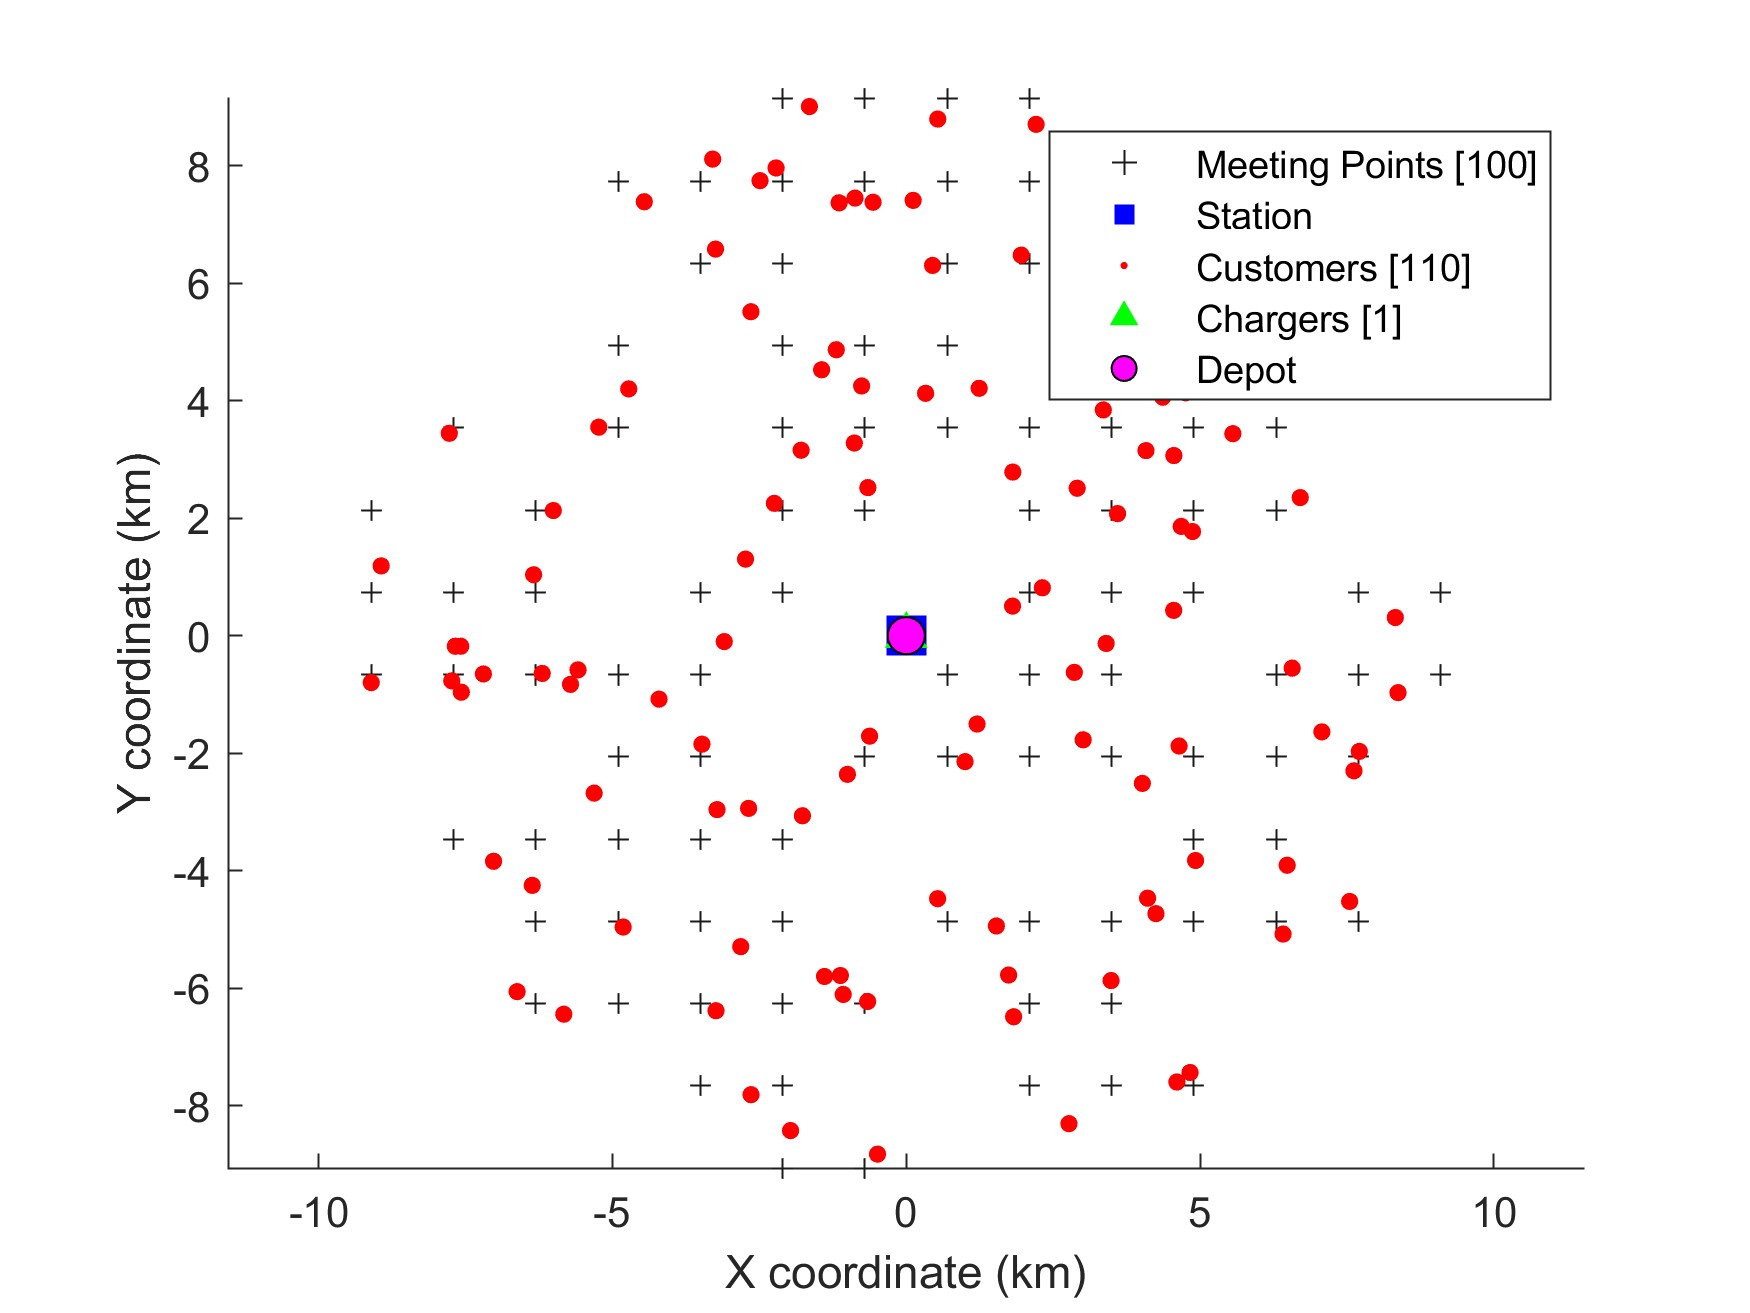 Meeting Points [100]
Station
Customers [110]
Chargers [1]
Depot
8
6
4
2
0
-2
-4
-6
-8
Y coordinate (km)
-10 -5 0 5 10
X coordinate (km)